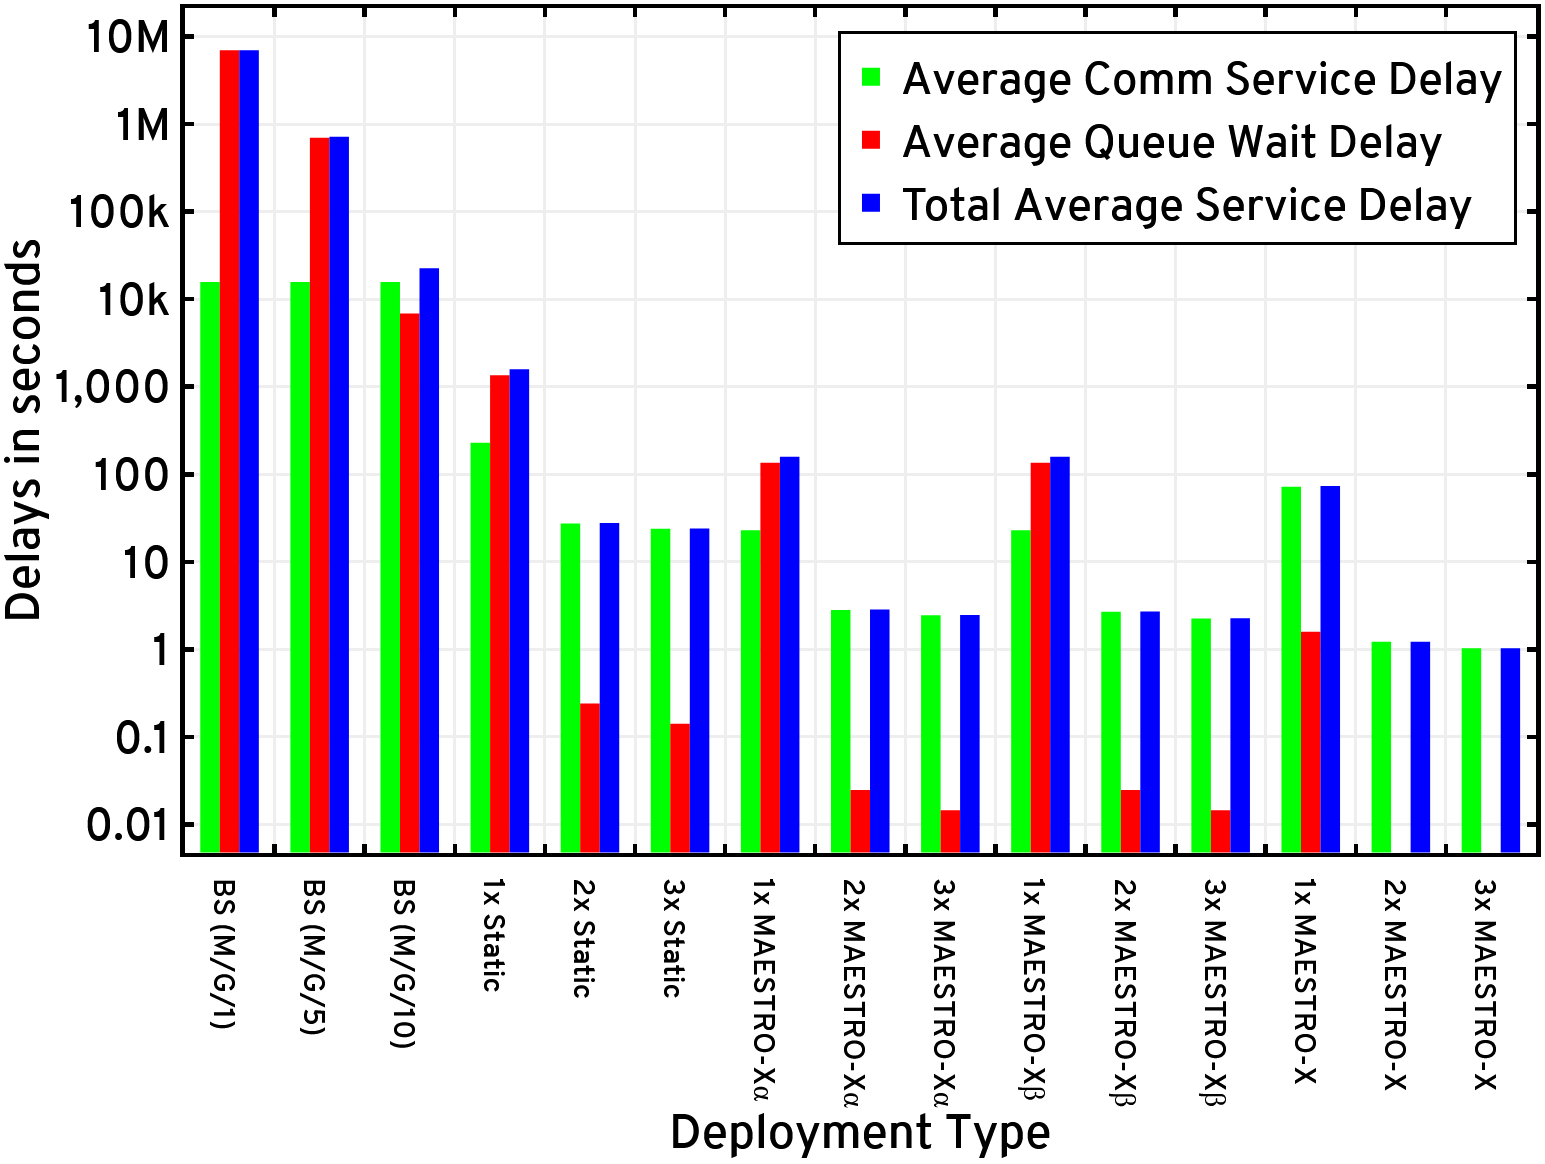 10M
1M
100k
10k
1,000
100
10
1
0.1
0.01
Delays in seconds
Average Comm Service Delay
Average Queue Wait Delay
Total Average Service Delay
BS (M/G/1)
BS (M/G/5)
BS (M/G/10)
1x Static
2x Static
3x Static
1x MAESTRO-Xα
2x MAESTRO-Xα
3x MAESTRO-Xα
1x MAESTRO-Xβ
2x MAESTRO-Xβ
3x MAESTRO-Xβ
1x MAESTRO-X
2x MAESTRO-X
3x MAESTRO-X
Deployment Type